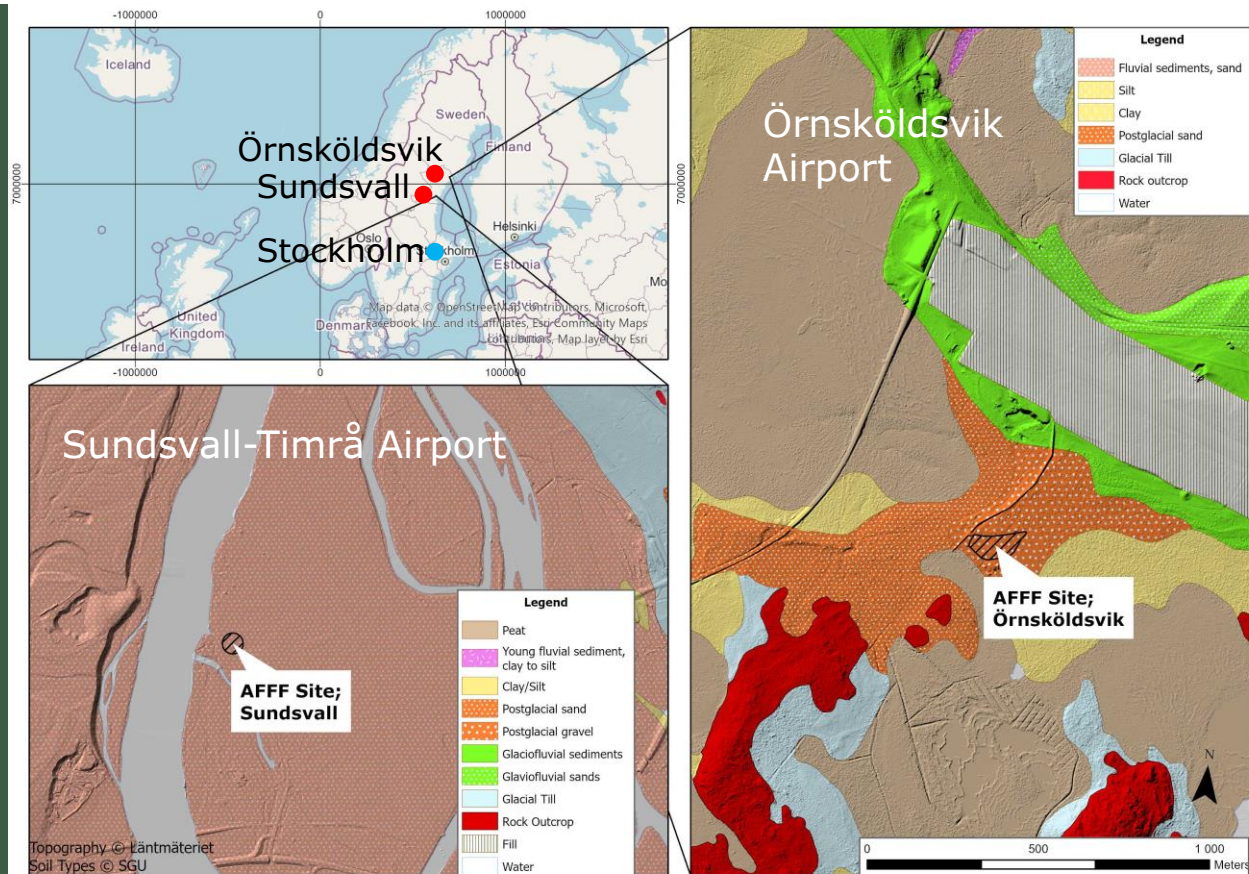 -1000000
0
1000000
Iceland
Sweden
Finland
Örnsköldsvik
Sundsvall
7000000
7000000
Helsinki
Oslo
Stockholm
Estonia
Latvia
Mo
United
Kingdom
Denmark
Ireland
Map data © OpenStreetMap contributors, Microsoft,
Facebook, Inc. and its affiliates, Esri Community Maps
contributors, Map layer by Esri
-1000000
0
1000000
Sundsvall-Timrå Airport
AFFF Site;
Sundsvall
Legend
Peat
Young fluvial sediment,
clay to silt
Clay/Silt
Postglacial sand
Postglacial gravel
Glaciofluvial sediments
Glaviofluvial sands
Glacial Till
Rock Outcrop
Fill
Water
Topography © Läntmäteriet
Soil Types © SGU
Örnsköldsvik
Airport
Legend
Fluvial sediments, sand
Silt
Clay
Postglacial sand
Glacial Till
Rock outcrop
Water
AFFF Site;
Örnsköldsvik
N
0
500
1 000
Meters